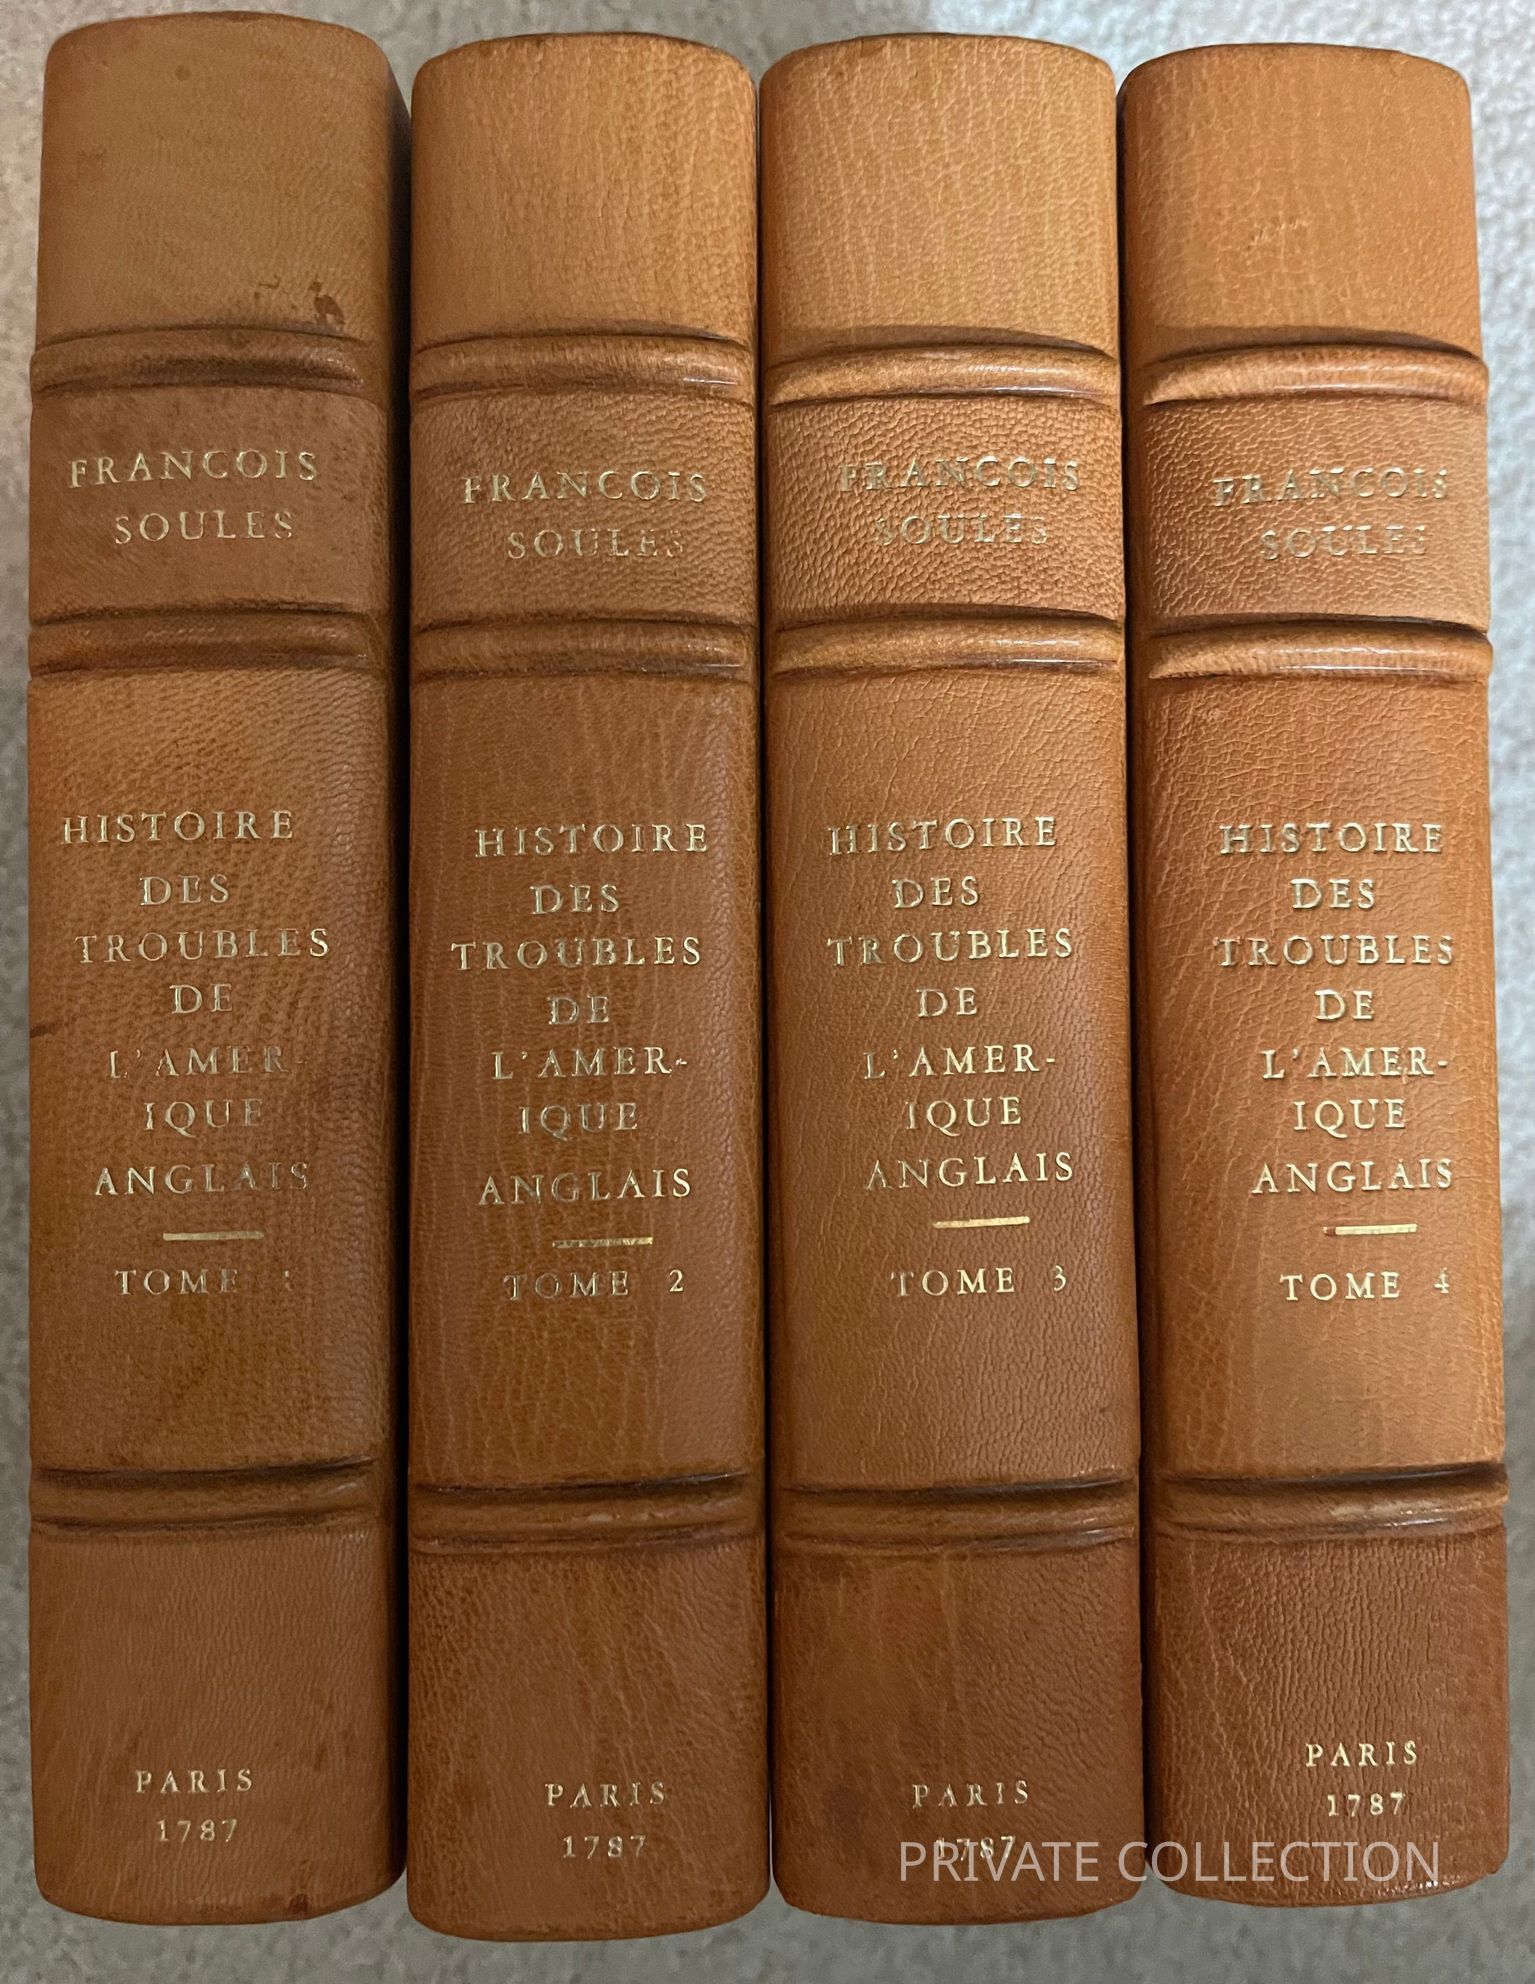 FRANCOIS
SOULES
HISTOIRE
DES
TROUBLES
DE
L'AMER
IQUE
ANGLAIS
TOME
PARIS
1787
FRANCOIS
SOULES
HISTOIRE
DES
TROUBLES
DE
L'AMER-
IQUE
ANGLAIS
TOME 2
PARIS
1787
FRANCOIS
SOULES
HISTOIRE
DES
TROUBLES
DE
L'AMER-
IQUE
ANGLAIS
TOME 3
PARIS
1787
FRANCOIS
SOULES
HISTOIRE
DES
TROUBLES
DE
L'AMER-
IQUE
ANGLAIS
TOME 4
PARIS
1787
PRIVATE COLLECTION